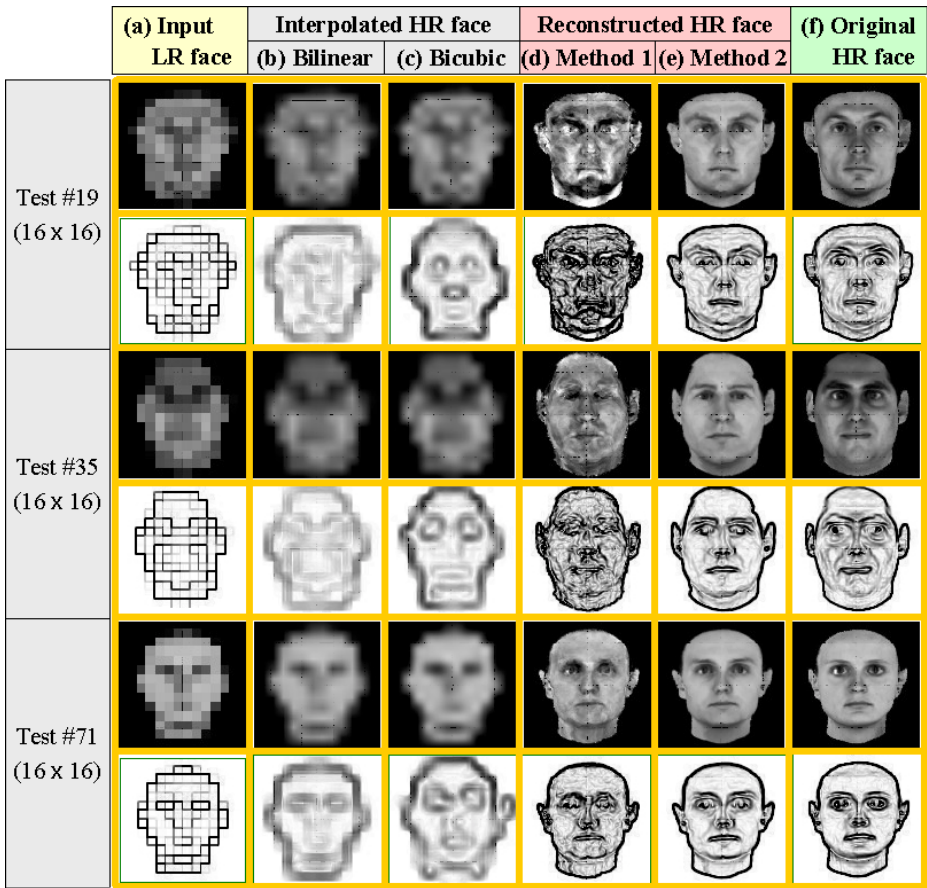 (a) Input LR face
Interpolated HR face
(b) Bilinear
(c) Bicubic
Reconstructed HR face
(d) Method 1
(e) Method 2
(f) Original HR face
Test #19
(16 x 16)
Test #35
(16 x 16)
Test #71
(16 x 16)